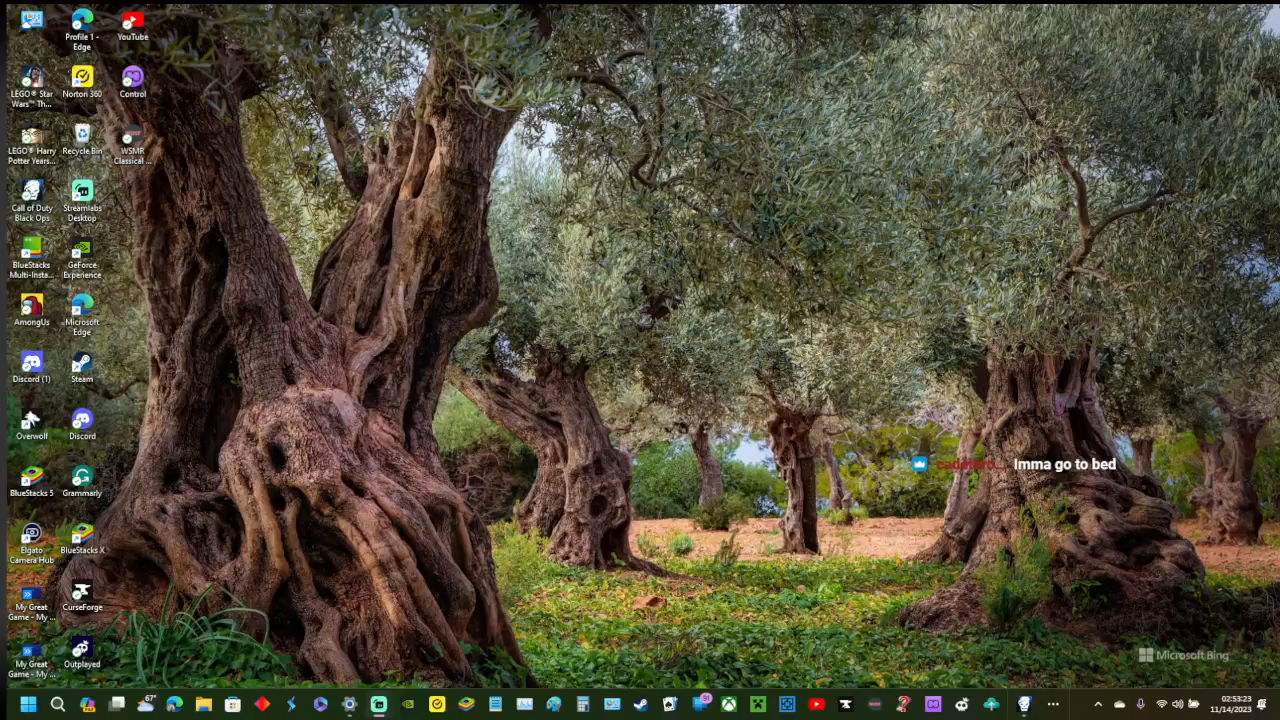 Profile 1 -
Edge
YouTube
LEGO® Star
Wars™ Th...
Norton 360
Control
LEGO® Harry
Potter Years...
Recycle Bin
WSMR
Classical ...
Call of Duty
Black Ops
Streamlabs
Desktop
BlueStacks
Multi-Insta...
GeForce
Experience
AmongUs
Microsoft
Edge
Discord (1)
Steam
Overwolf
Discord
BlueStacks 5
Grammarly
Elgato
Camera Hub
BlueStacks X
My Great
Game - My ...
CurseForge
My Great
Game - My ...
Outplayed
Imma go to bed
Microsoft Bing
67°
91
02:53:23
11/14/2023